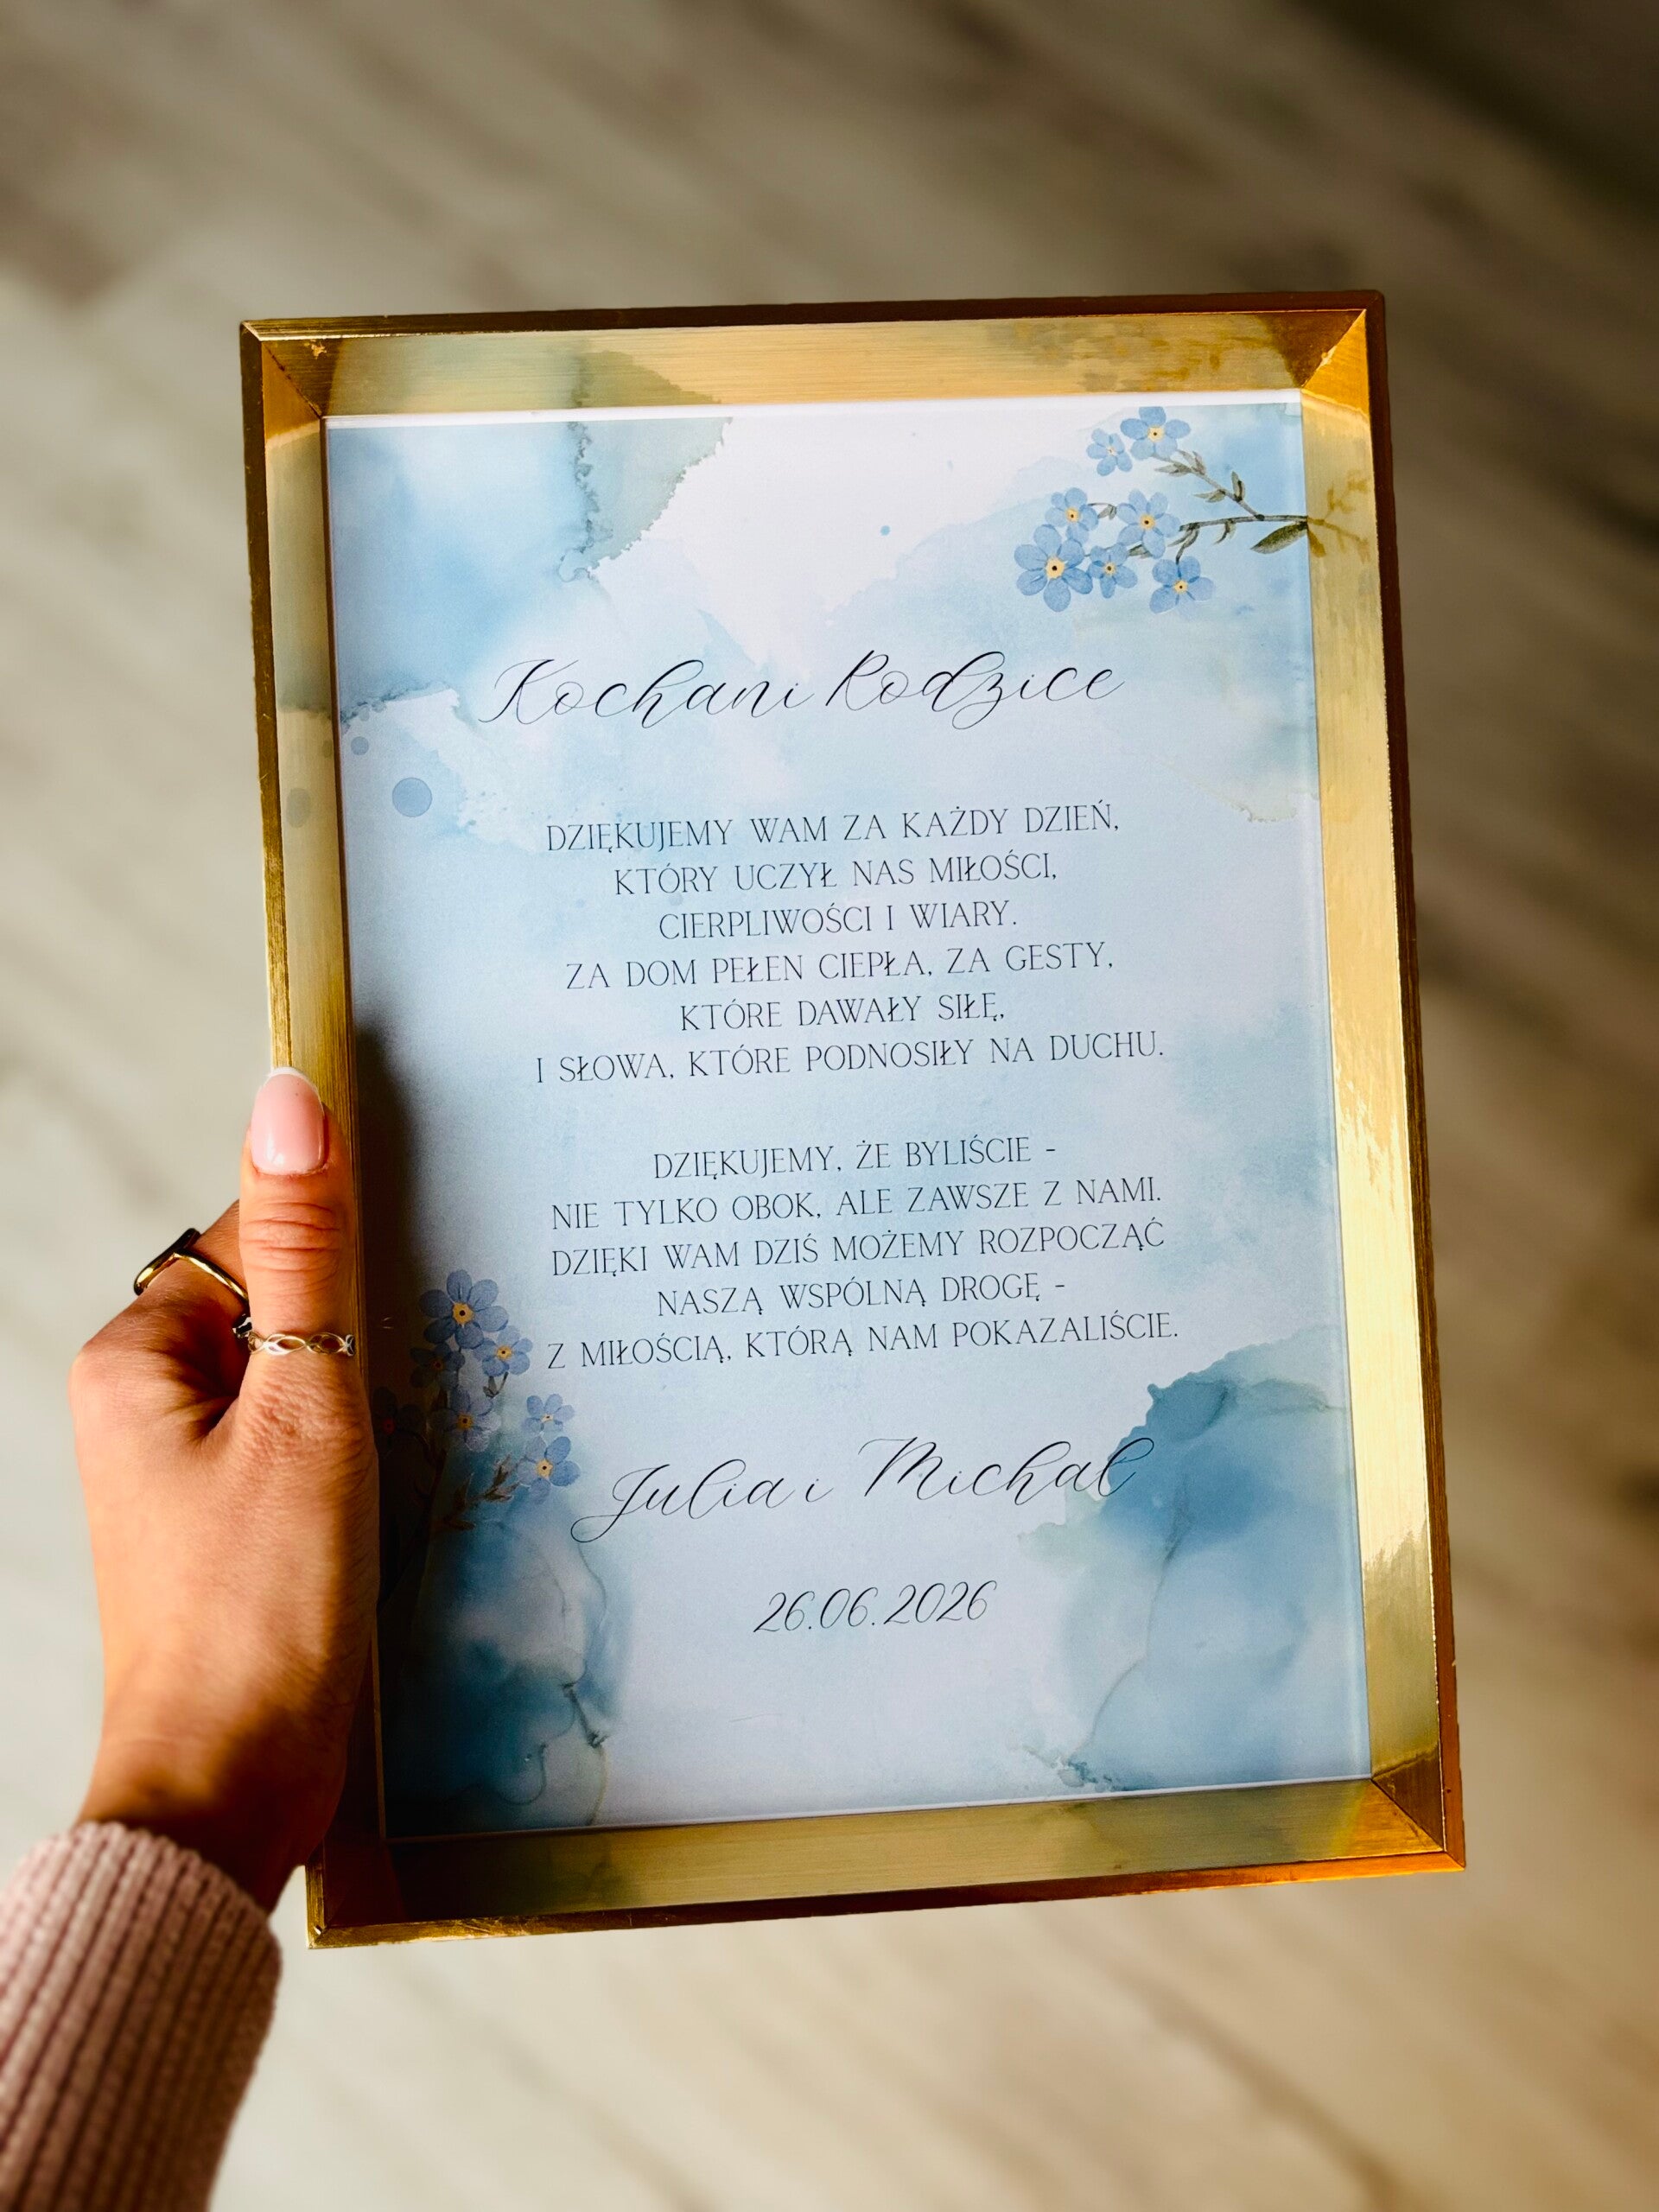 Kochani Rodzice
DZIĘKUJEMY WAM ZA KAŻDY DZIEŃ,
KTÓRY UCZYŁ NAS MIŁOŚCI,
CIERPLIWOŚCI I WIARY.
ZA DOM PEŁEN CIEPŁA, ZA GESTY,
KTÓRE DAWAŁY SIŁĘ,
I SŁOWA, KTÓRE PODNOSIŁY NA DUCHU.
DZIĘKUJEMY, ŻE BYLIŚCIE -
NIE TYLKO OBOK, ALE ZAWSZE Z NAMI.
DZIĘKI WAM DZIŚ MOŻEMY ROZPOCZĄĆ
NASZĄ WSPÓLNĄ DROGĘ -
Z MIŁOŚCIĄ, KTÓRĄ NAM POKAZALIŚCIE.
Julia i Michał
26.06.2026